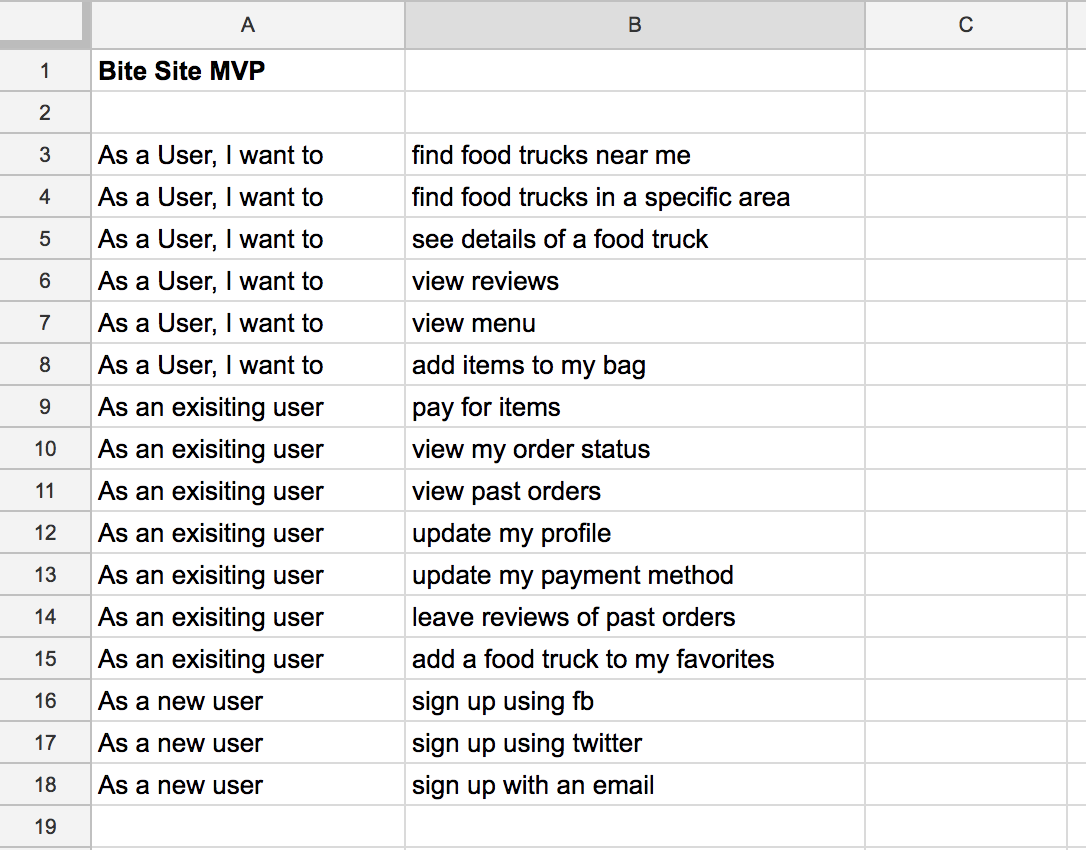 A B C
1 Bite Site MVP
2
3 As a User, I want to find food trucks near me
4 As a User, I want to find food trucks in a specific area
5 As a User, I want to see details of a food truck
6 As a User, I want to view reviews
7 As a User, I want to view menu
8 As a User, I want to add items to my bag
9 As an exisiting user pay for items
10 As an exisiting user view my order status
11 As an exisiting user view past orders
12 As an exisiting user update my profile
13 As an exisiting user update my payment method
14 As an exisiting user leave reviews of past orders
15 As an exisiting user add a food truck to my favorites
16 As a new user sign up using fb
17 As a new user sign up using twitter
18 As a new user sign up with an email
19